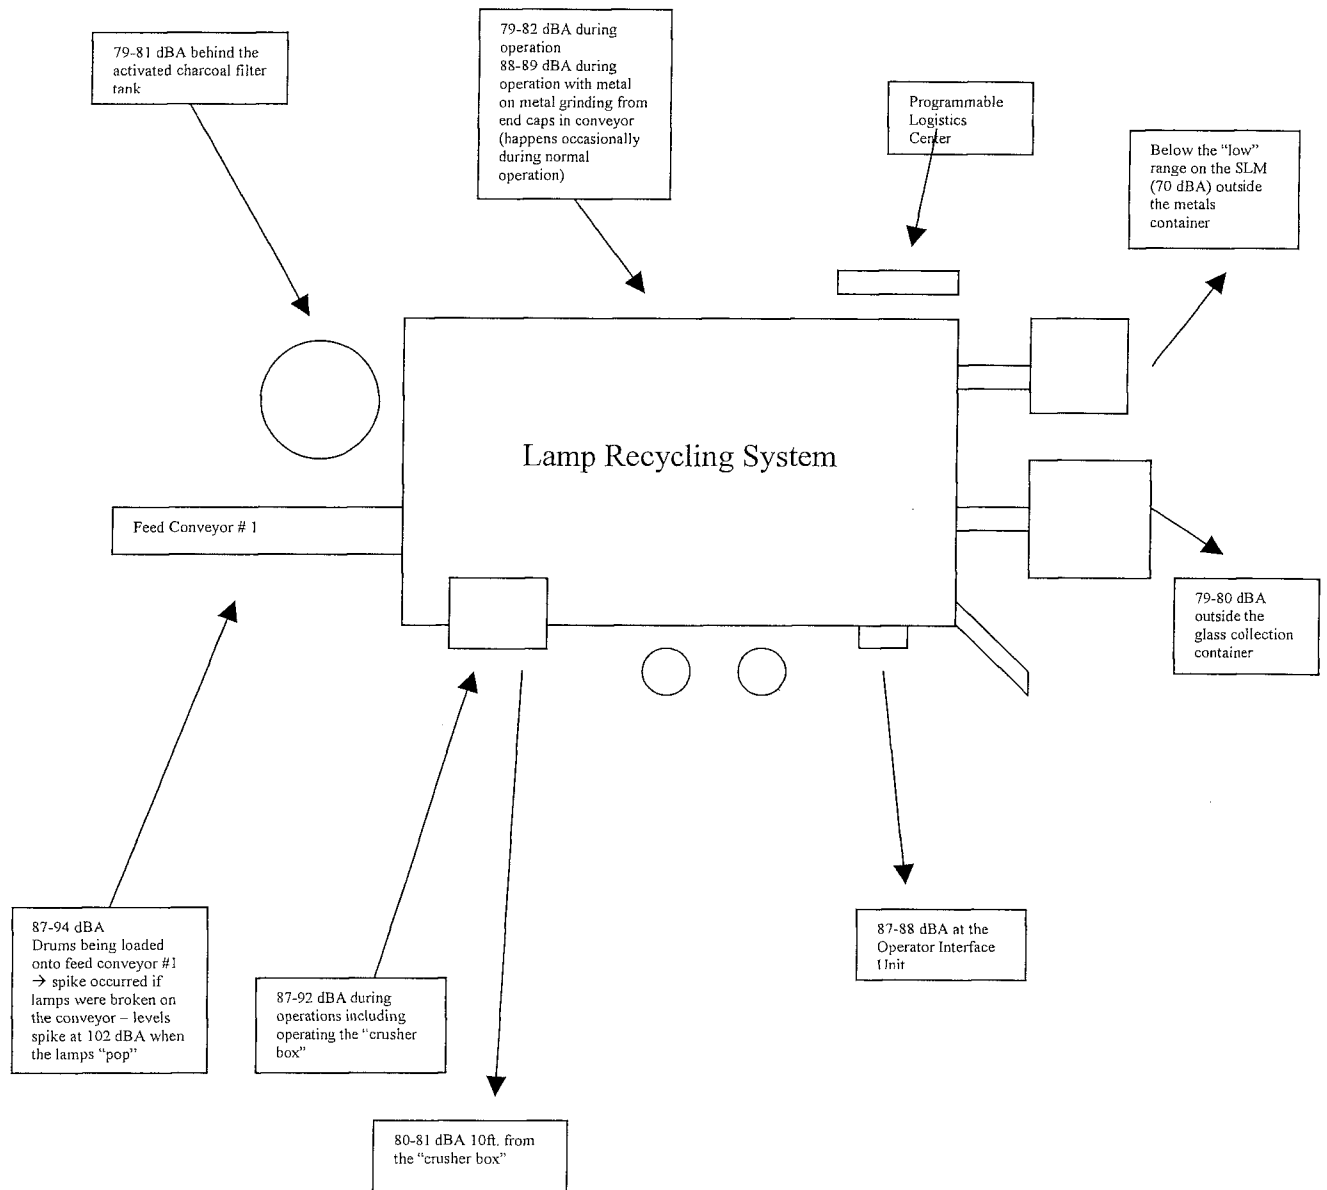 79-81 dBA behind the
activated charcoal filter
tank
79-82 dBA during
operation
88-89 dBA during
operation with metal
on metal grinding from
end caps in conveyor
(happens occasionally
during normal
operation)
Programmable
Logistics
Center
Below the “low”
range on the SLM
(70 dBA) outside
the metals
container
Lamp Recycling System
Feed Conveyor # 1
79-80 dBA
outside the
glass collection
container
87-94 dBA
Drums being loaded
onto feed conveyor #1
→ spike occurred if
lamps were broken on
the conveyor – levels
spike at 102 dBA when
the lamps “pop”
87-92 dBA during
operations including
operating the “crusher
box”
87-88 dBA at the
Operator Interface
Unit
80-81 dBA 10ft. from
the “crusher box”